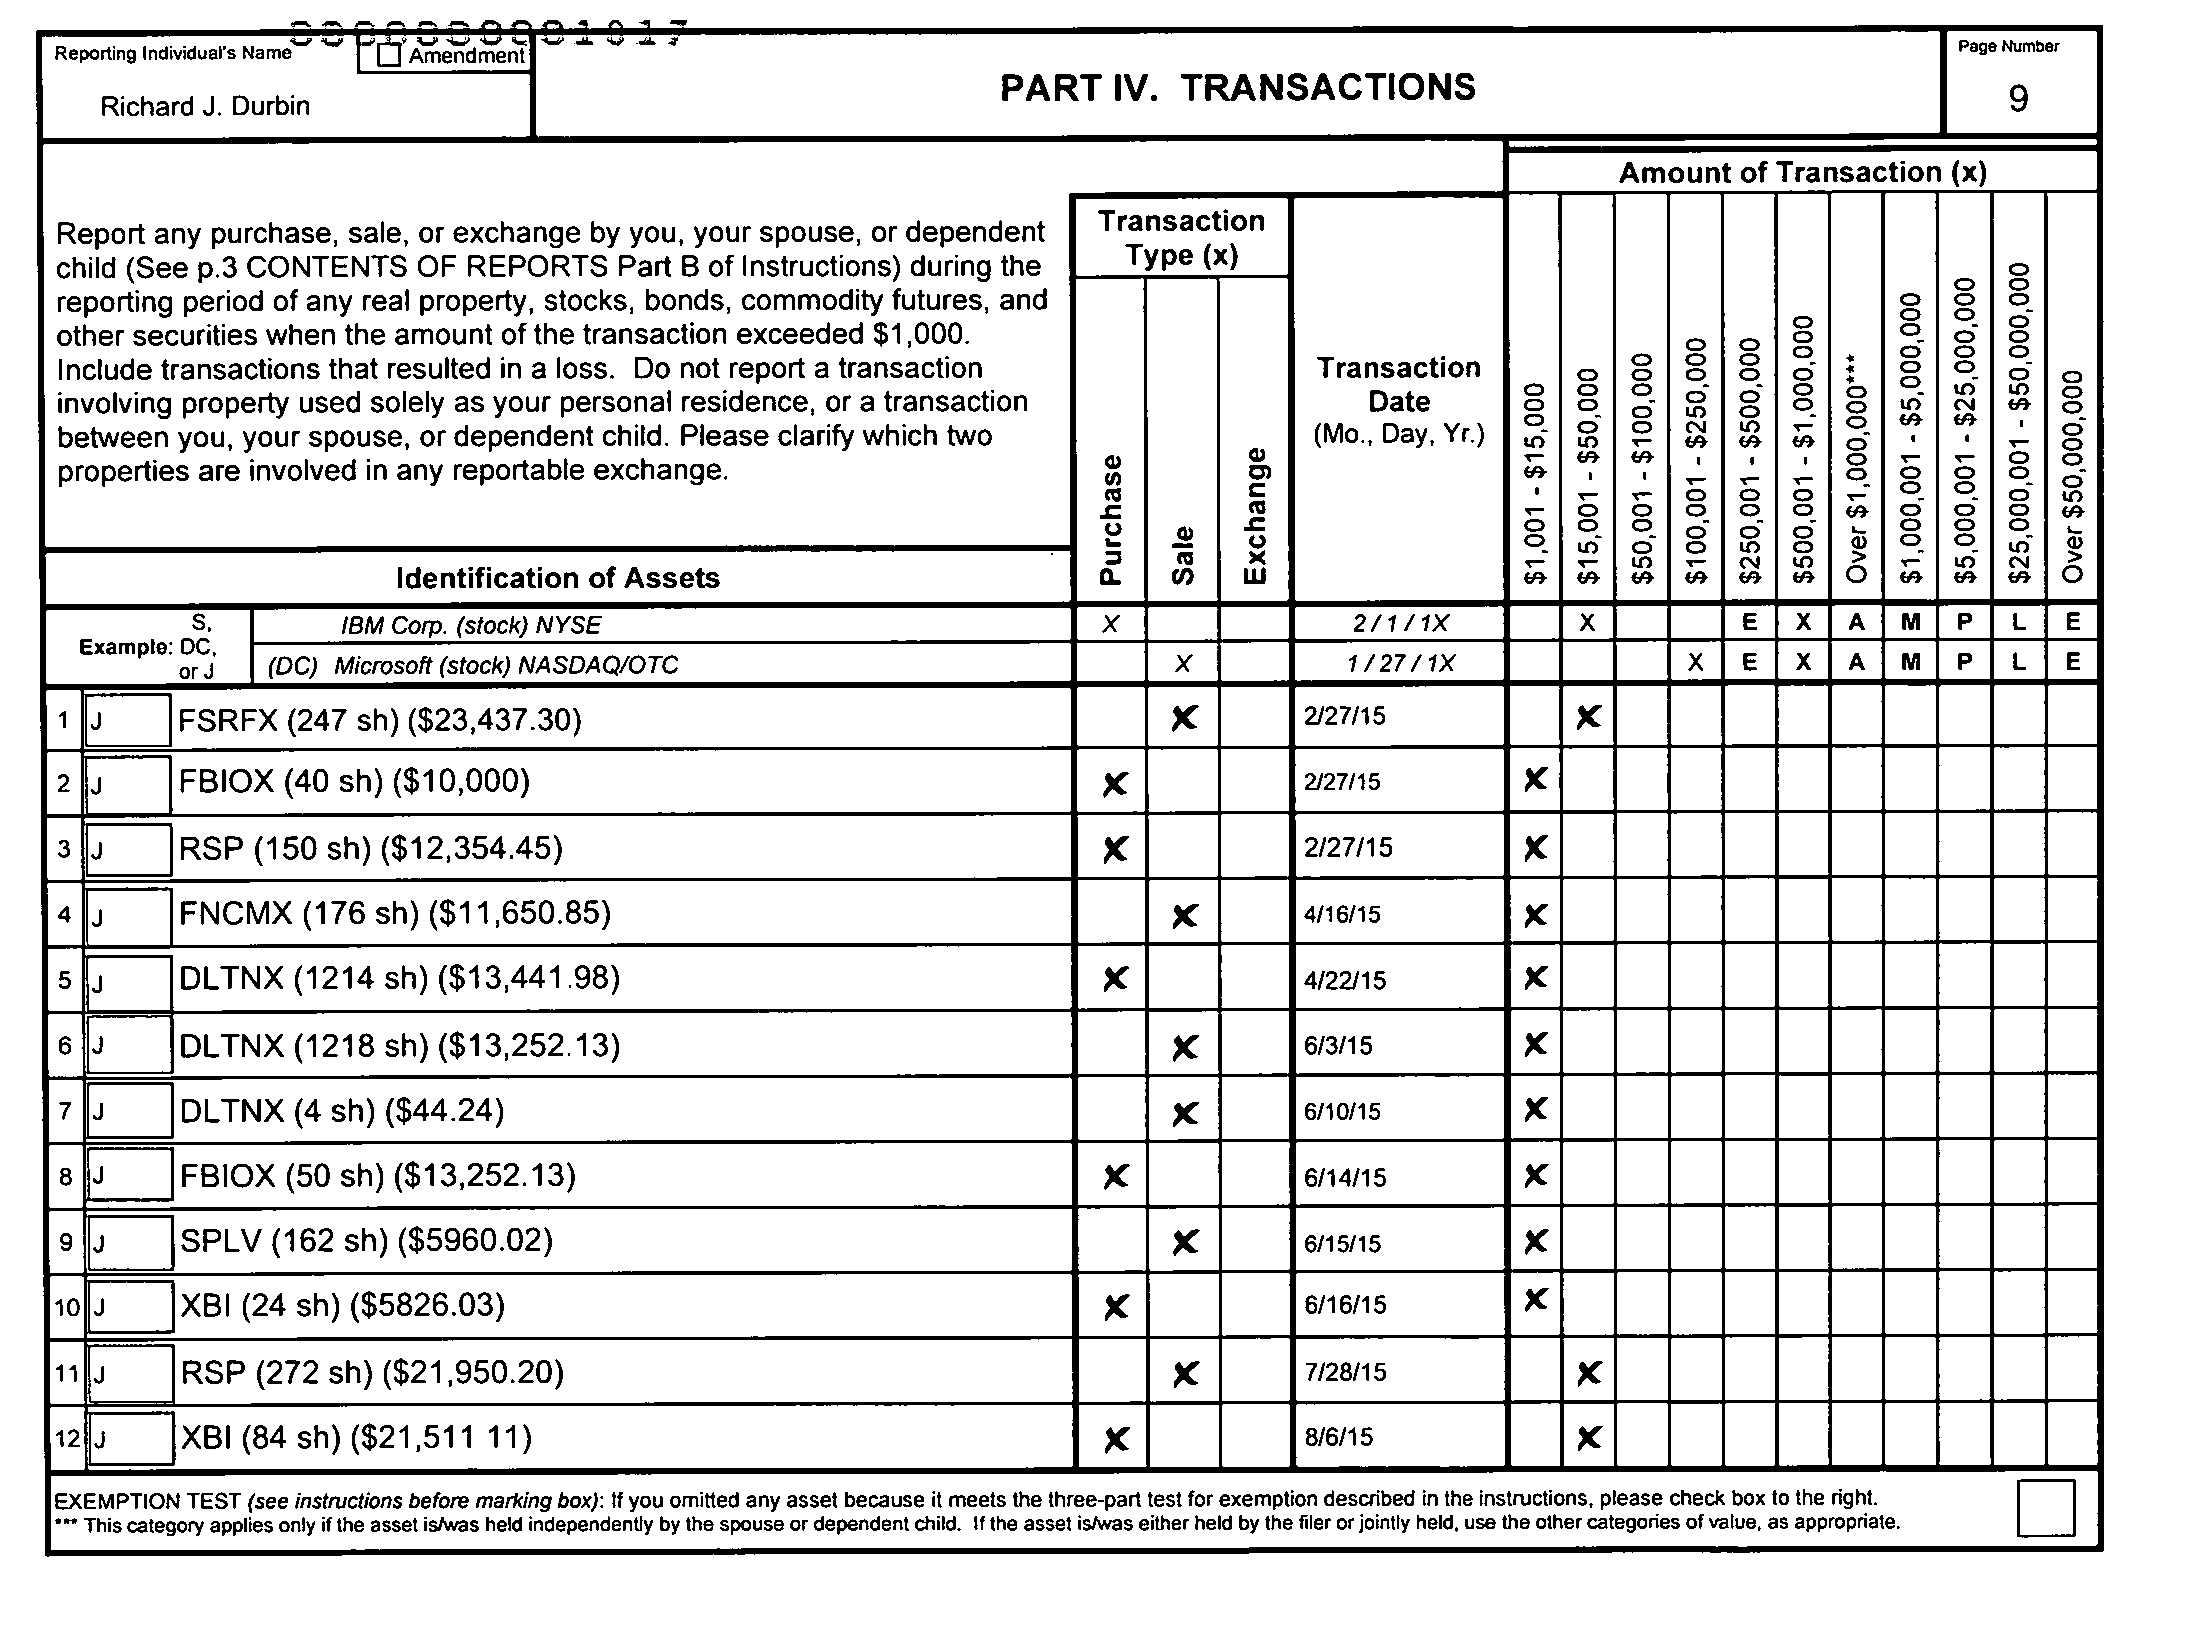 000000001017
Reporting Individual's Name
Amendment
Richard J. Durbin
PART IV. TRANSACTIONS
Page Number
9
Amount of Transaction (x)
Report any purchase, sale, or exchange by you, your spouse, or dependent
child (See p.3 CONTENTS OF REPORTS Part B of Instructions) during the
reporting period of any real property, stocks, bonds, commodity futures, and
other securities when the amount of the transaction exceeded $1,000.
Include transactions that resulted in a loss. Do not report a transaction
involving property used solely as your personal residence, or a transaction
between you, your spouse, or dependent child. Please clarify which two
properties are involved in any reportable exchange.
Transaction
Type (x)
Purchase
Sale
Exchange
Transaction
Date
(Mo., Day, Yr.)
$1,001 - $15,000
$15,001 - $50,000
$50,001 - $100,000
$100,001 - $250,000
$250,001 - $500,000
$500,001 - $1,000,000
Over $1,000,000***
$1,000,001 - $5,000,000
$5,000,001 - $25,000,000
$25,000,001 - $50,000,000
Over $50,000,000
Identification of Assets
Example: S, DC, or J
IBM Corp. (stock) NYSE X 2 / 1 / 1X X E X A M P L E
(DC) Microsoft (stock) NASDAQ/OTC X 1 / 27 / 1X X E X A M P L E
1 J FSRFX (247 sh) ($23,437.30) X 2/27/15 X
2 J FBIOX (40 sh) ($10,000) X 2/27/15 X
3 J RSP (150 sh) ($12,354.45) X 2/27/15 X
4 J FNCMX (176 sh) ($11,650.85) X 4/16/15 X
5 J DLTNX (1214 sh) ($13,441.98) X 4/22/15 X
6 J DLTNX (1218 sh) ($13,252.13) X 6/3/15 X
7 J DLTNX (4 sh) ($44.24) X 6/10/15 X
8 J FBIOX (50 sh) ($13,252.13) X 6/14/15 X
9 J SPLV (162 sh) ($5960.02) X 6/15/15 X
10 J XBI (24 sh) ($5826.03) X 6/16/15 X
11 J RSP (272 sh) ($21,950.20) X 7/28/15 X
12 J XBI (84 sh) ($21,511 11) X 8/6/15 X
EXEMPTION TEST (see instructions before marking box): If you omitted any asset because it meets the three-part test for exemption described in the instructions, please check box to the right.
*** This category applies only if the asset is/was held independently by the spouse or dependent child. If the asset is/was either held by the filer or jointly held, use the other categories of value, as appropriate.